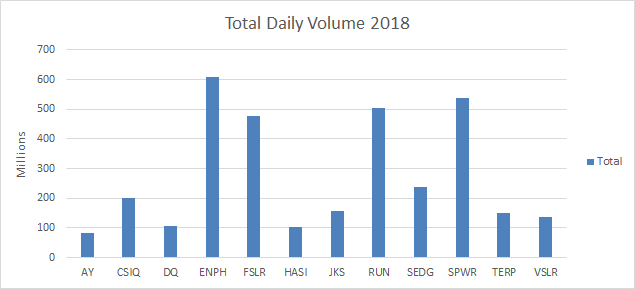 Total Daily Volume 2018
700
600
500
400
300
200
100
0
Millions
AY CSIQ DQ ENPH FSLR HASI JKS RUN SEDG SPWR TERP VSLR
Total